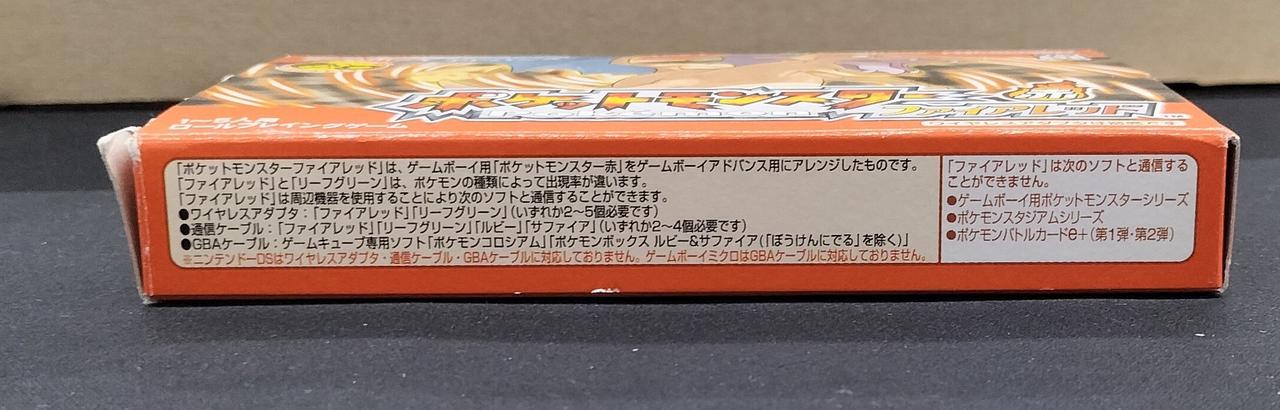 1~5人用
ロールプレイングゲーム
ポケットモンスター
ファイアレッド
「ポケットモンスターファイアレッド」は、ゲームボーイ用「ポケットモンスター赤」をゲームボーイアドバンス用にアレンジしたものです。
「ファイアレッド」と「リーフグリーン」は、ポケモンの種類によって出現率が違います。
「ファイアレッド」は周辺機器を使用することにより次のソフトと通信することができます。
●ワイヤレスアダプタ：「ファイアレッド」「リーフグリーン」(いずれか2~5個必要です)
●通信ケーブル：「ファイアレッド」「リーフグリーン」「ルビー」「サファイア」(いずれか2~4個必要です)
●GBAケーブル：ゲームキューブ専用ソフト「ポケモンコロシアム」「ポケモンボックス ルビー&サファイア(「ぼうけんにでる」を除く)」
※ニンテンドーDSはワイヤレスアダプタ・通信ケーブル・GBAケーブルに対応しておりません。ゲームボーイミクロはGBAケーブルに対応しておりません。
「ファイアレッド」は次のソフトと通信する
ことができません。
●ゲームボーイ用ポケットモンスターシリーズ
●ポケモンスタジアムシリーズ
●ポケモンバトルカードe+(第1弾・第2弾)